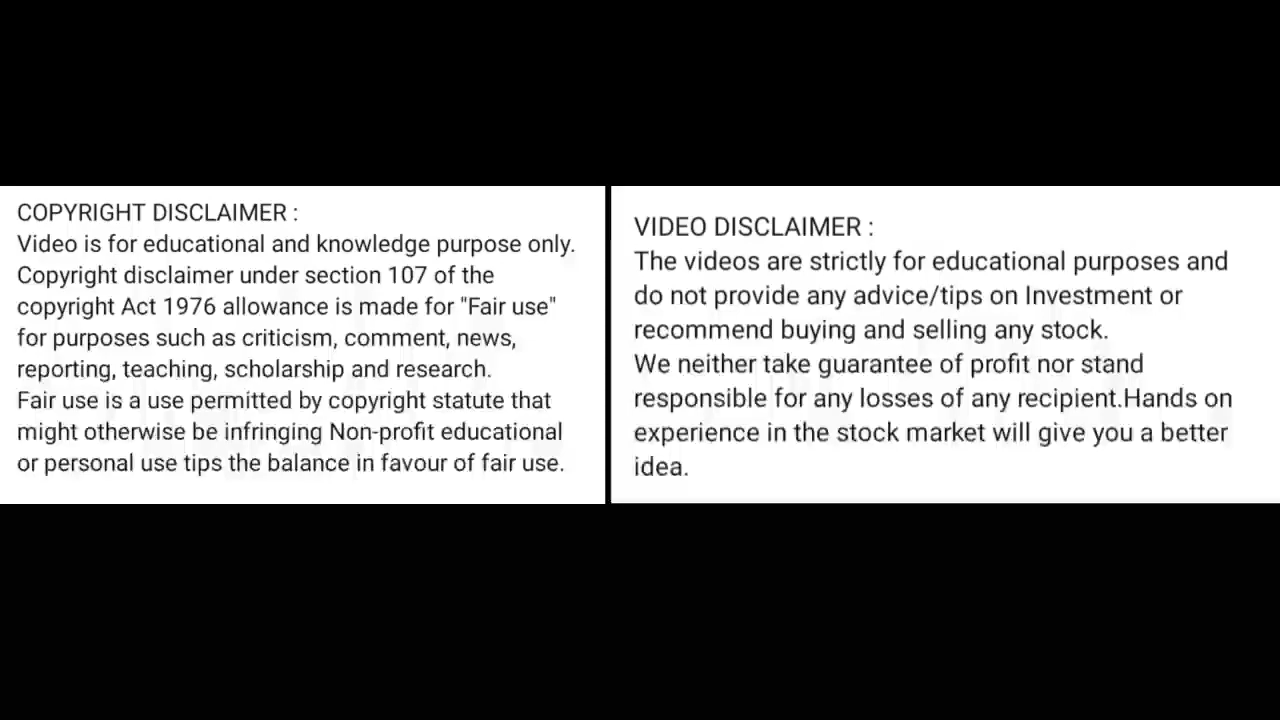 COPYRIGHT DISCLAIMER :
Video is for educational and knowledge purpose only.
Copyright disclaimer under section 107 of the
copyright Act 1976 allowance is made for "Fair use"
for purposes such as criticism, comment, news,
reporting, teaching, scholarship and research.
Fair use is a use permitted by copyright statute that
might otherwise be infringing Non-profit educational
or personal use tips the balance in favour of fair use.
VIDEO DISCLAIMER :
The videos are strictly for educational purposes and
do not provide any advice/tips on Investment or
recommend buying and selling any stock.
We neither take guarantee of profit nor stand
responsible for any losses of any recipient.Hands on
experience in the stock market will give you a better
idea.